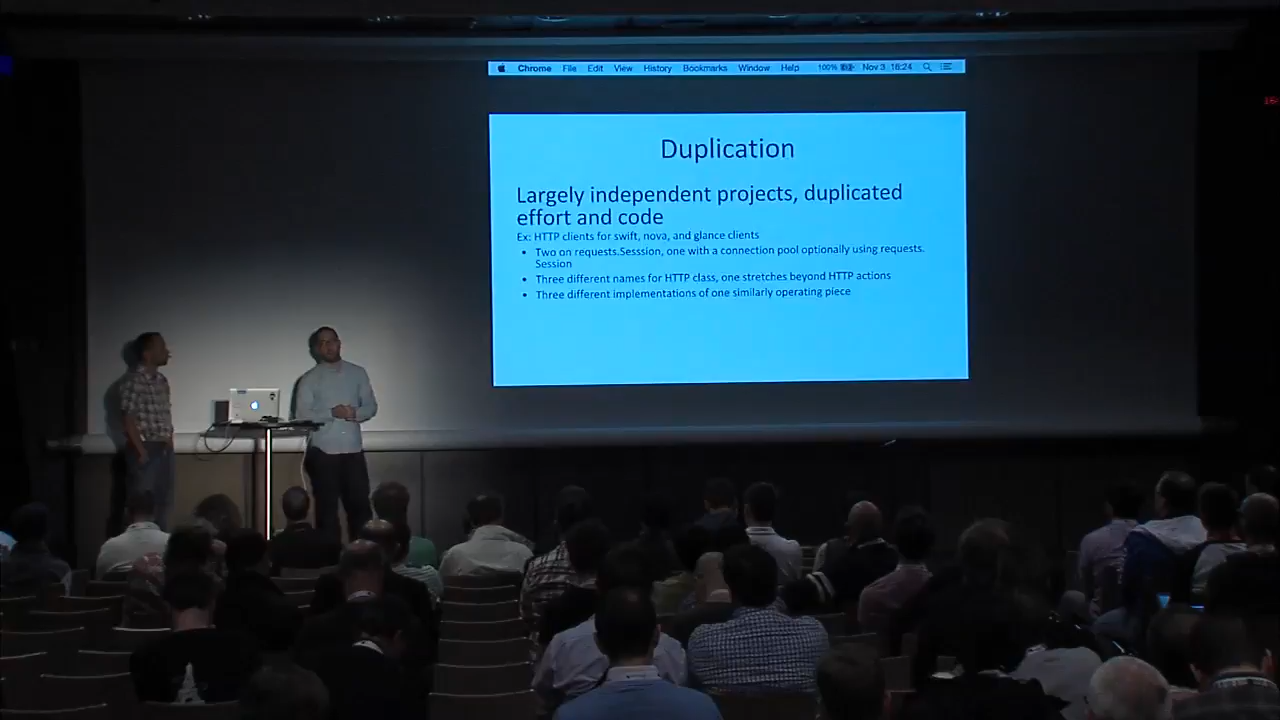 Chrome File Edit View History Bookmarks Window Help 100% Nov 3 16:24
Duplication
Largely independent projects, duplicated
effort and code
Ex: HTTP clients for swift, nova, and glance clients
• Two on requests.Sesssion, one with a connection pool optionally using requests.
Session
• Three different names for HTTP class, one stretches beyond HTTP actions
• Three different implementations of one similarly operating piece